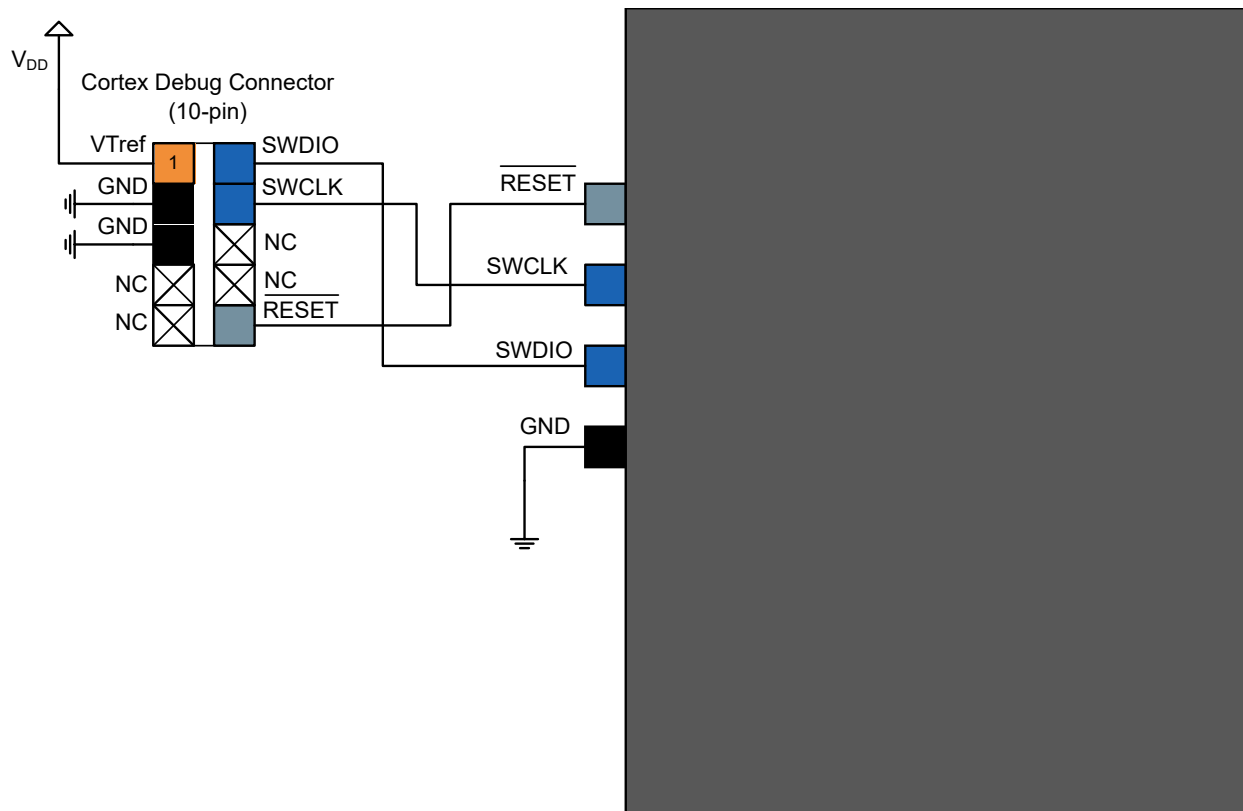 V_DD
Cortex Debug Connector
(10-pin)
VTref
1
SWDIO
GND
SWCLK
GND
NC
NC
NC
NC
RESET
RESET
SWCLK
SWDIO
GND